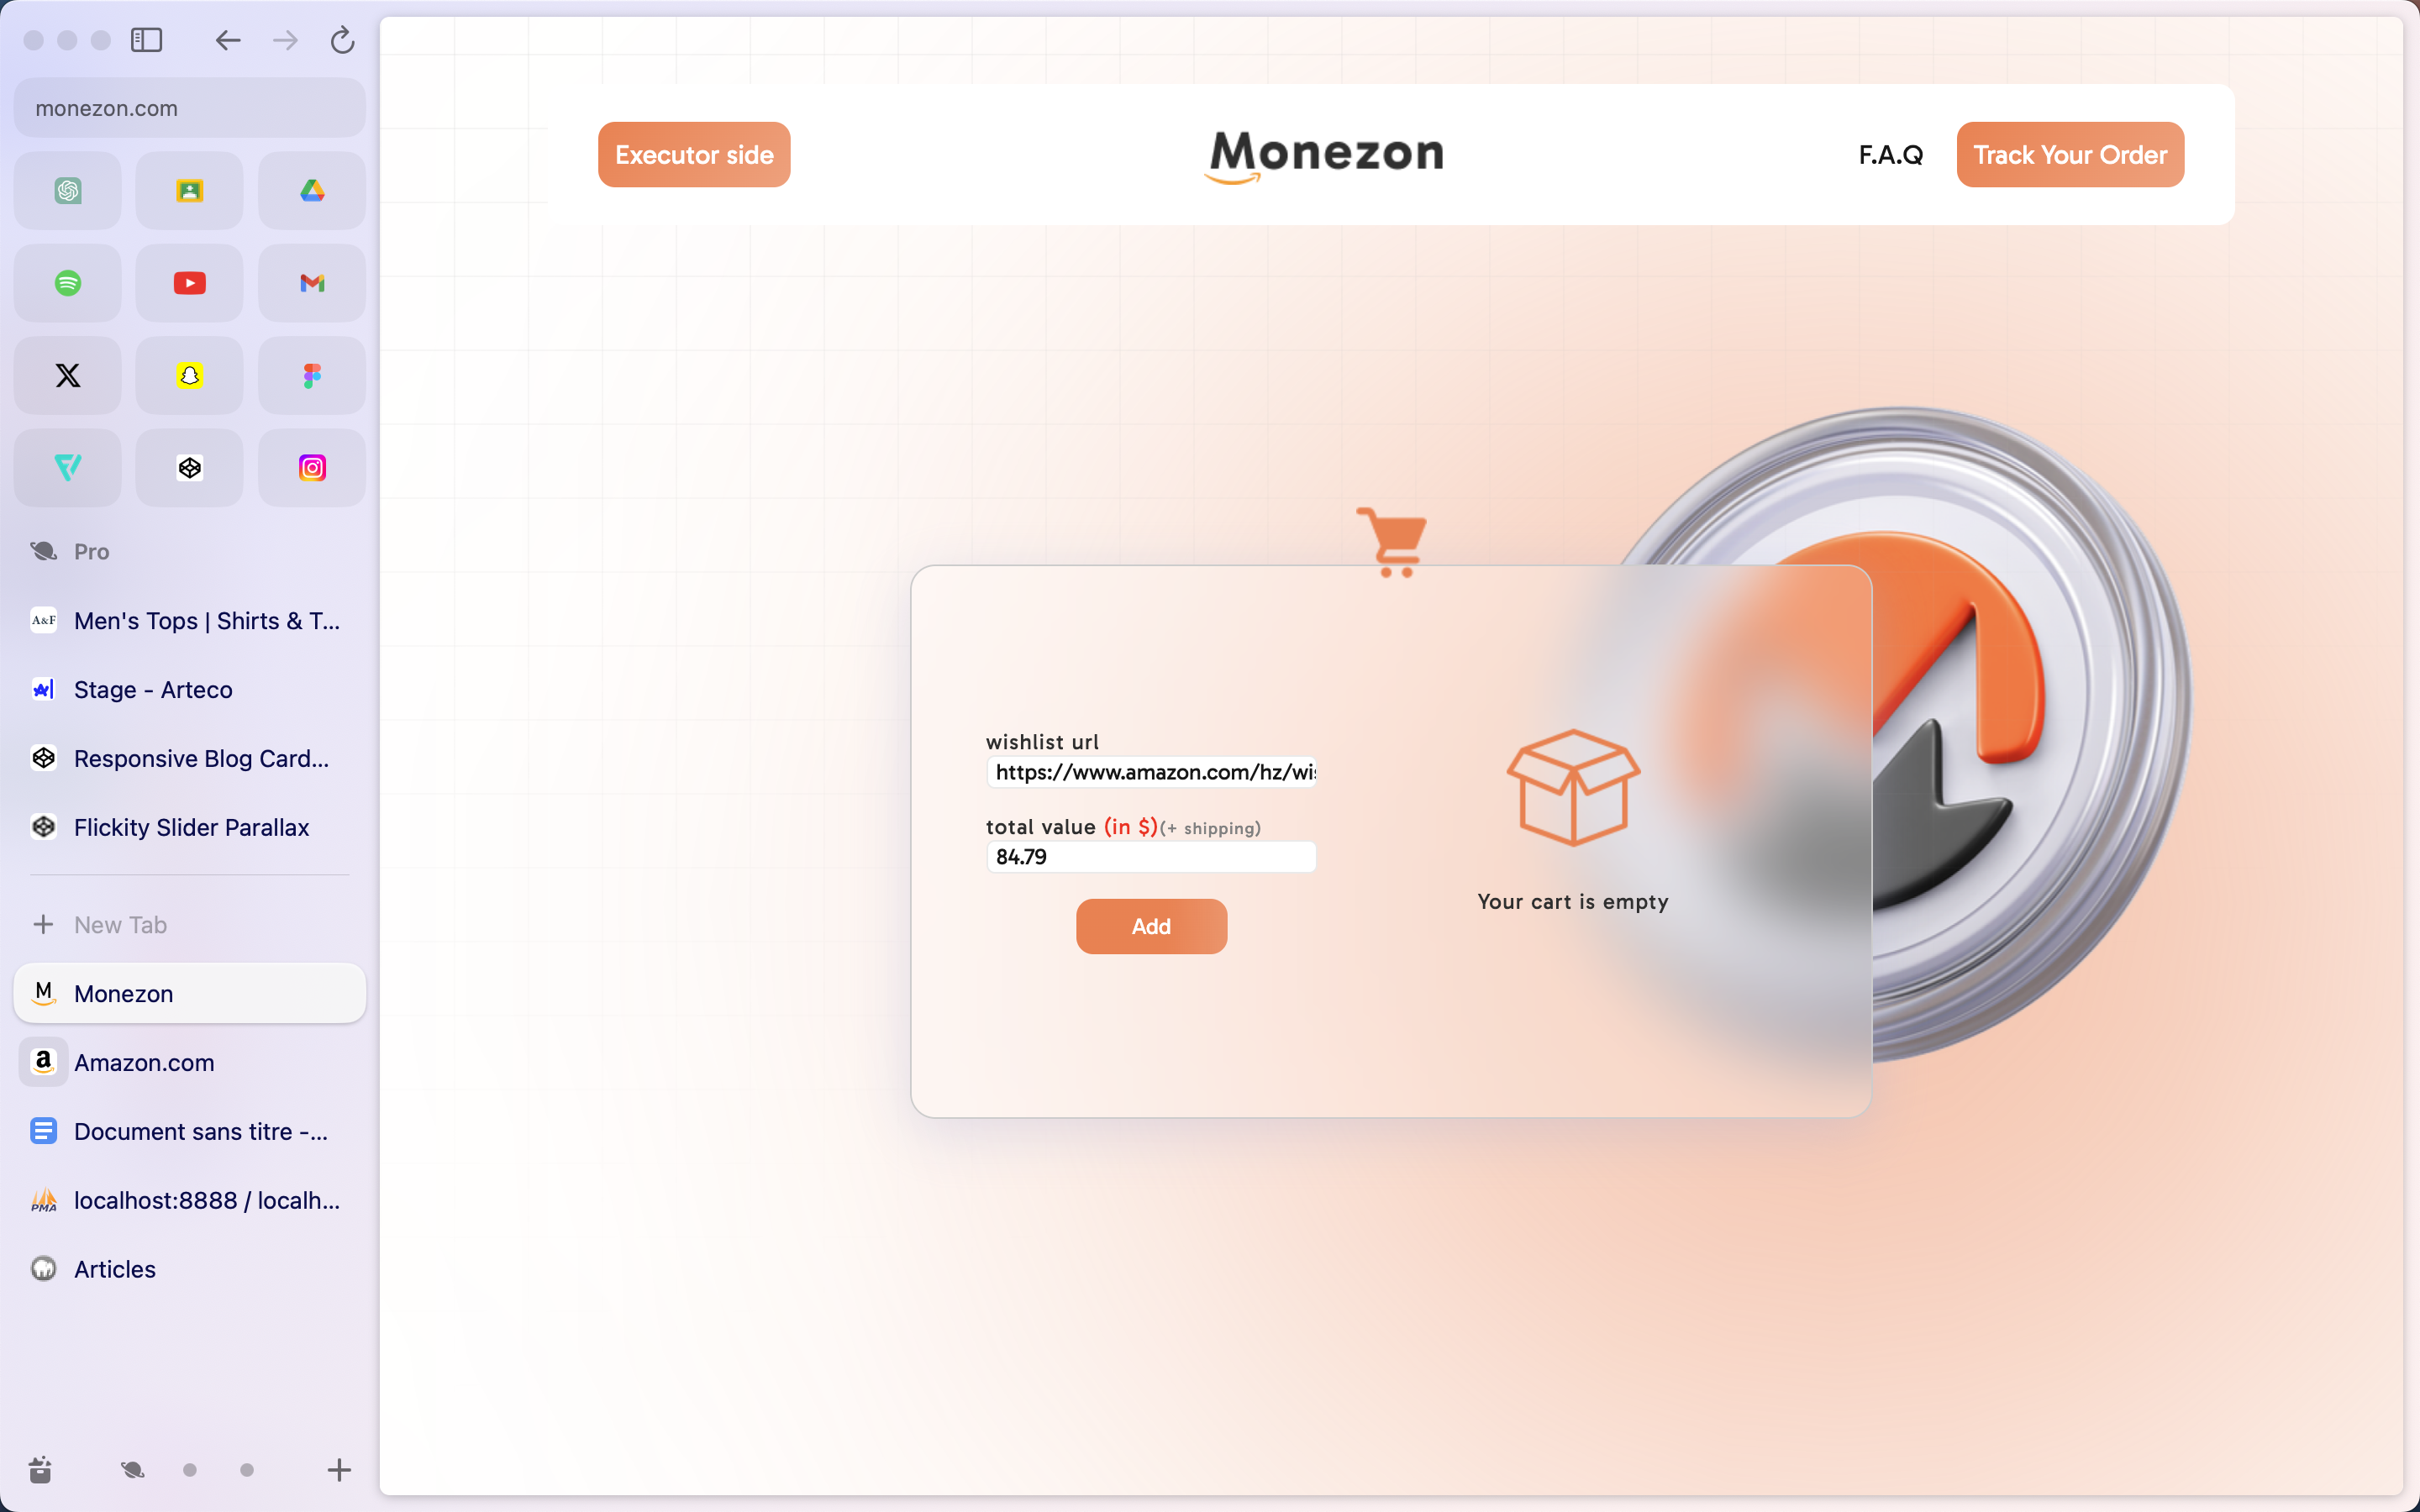 monezon.com
Pro
A&F
Men's Tops | Shirts & T...
Stage - Arteco
Responsive Blog Card...
Flickity Slider Parallax
New Tab
M
Monezon
a
Amazon.com
Document sans titre -...
PMA
localhost:8888 / localh...
Articles
Executor side
Monezon
F.A.Q
Track Your Order
wishlist url
https://www.amazon.com/hz/wis
total value (in $)(+ shipping)
84.79
Add
Your cart is empty